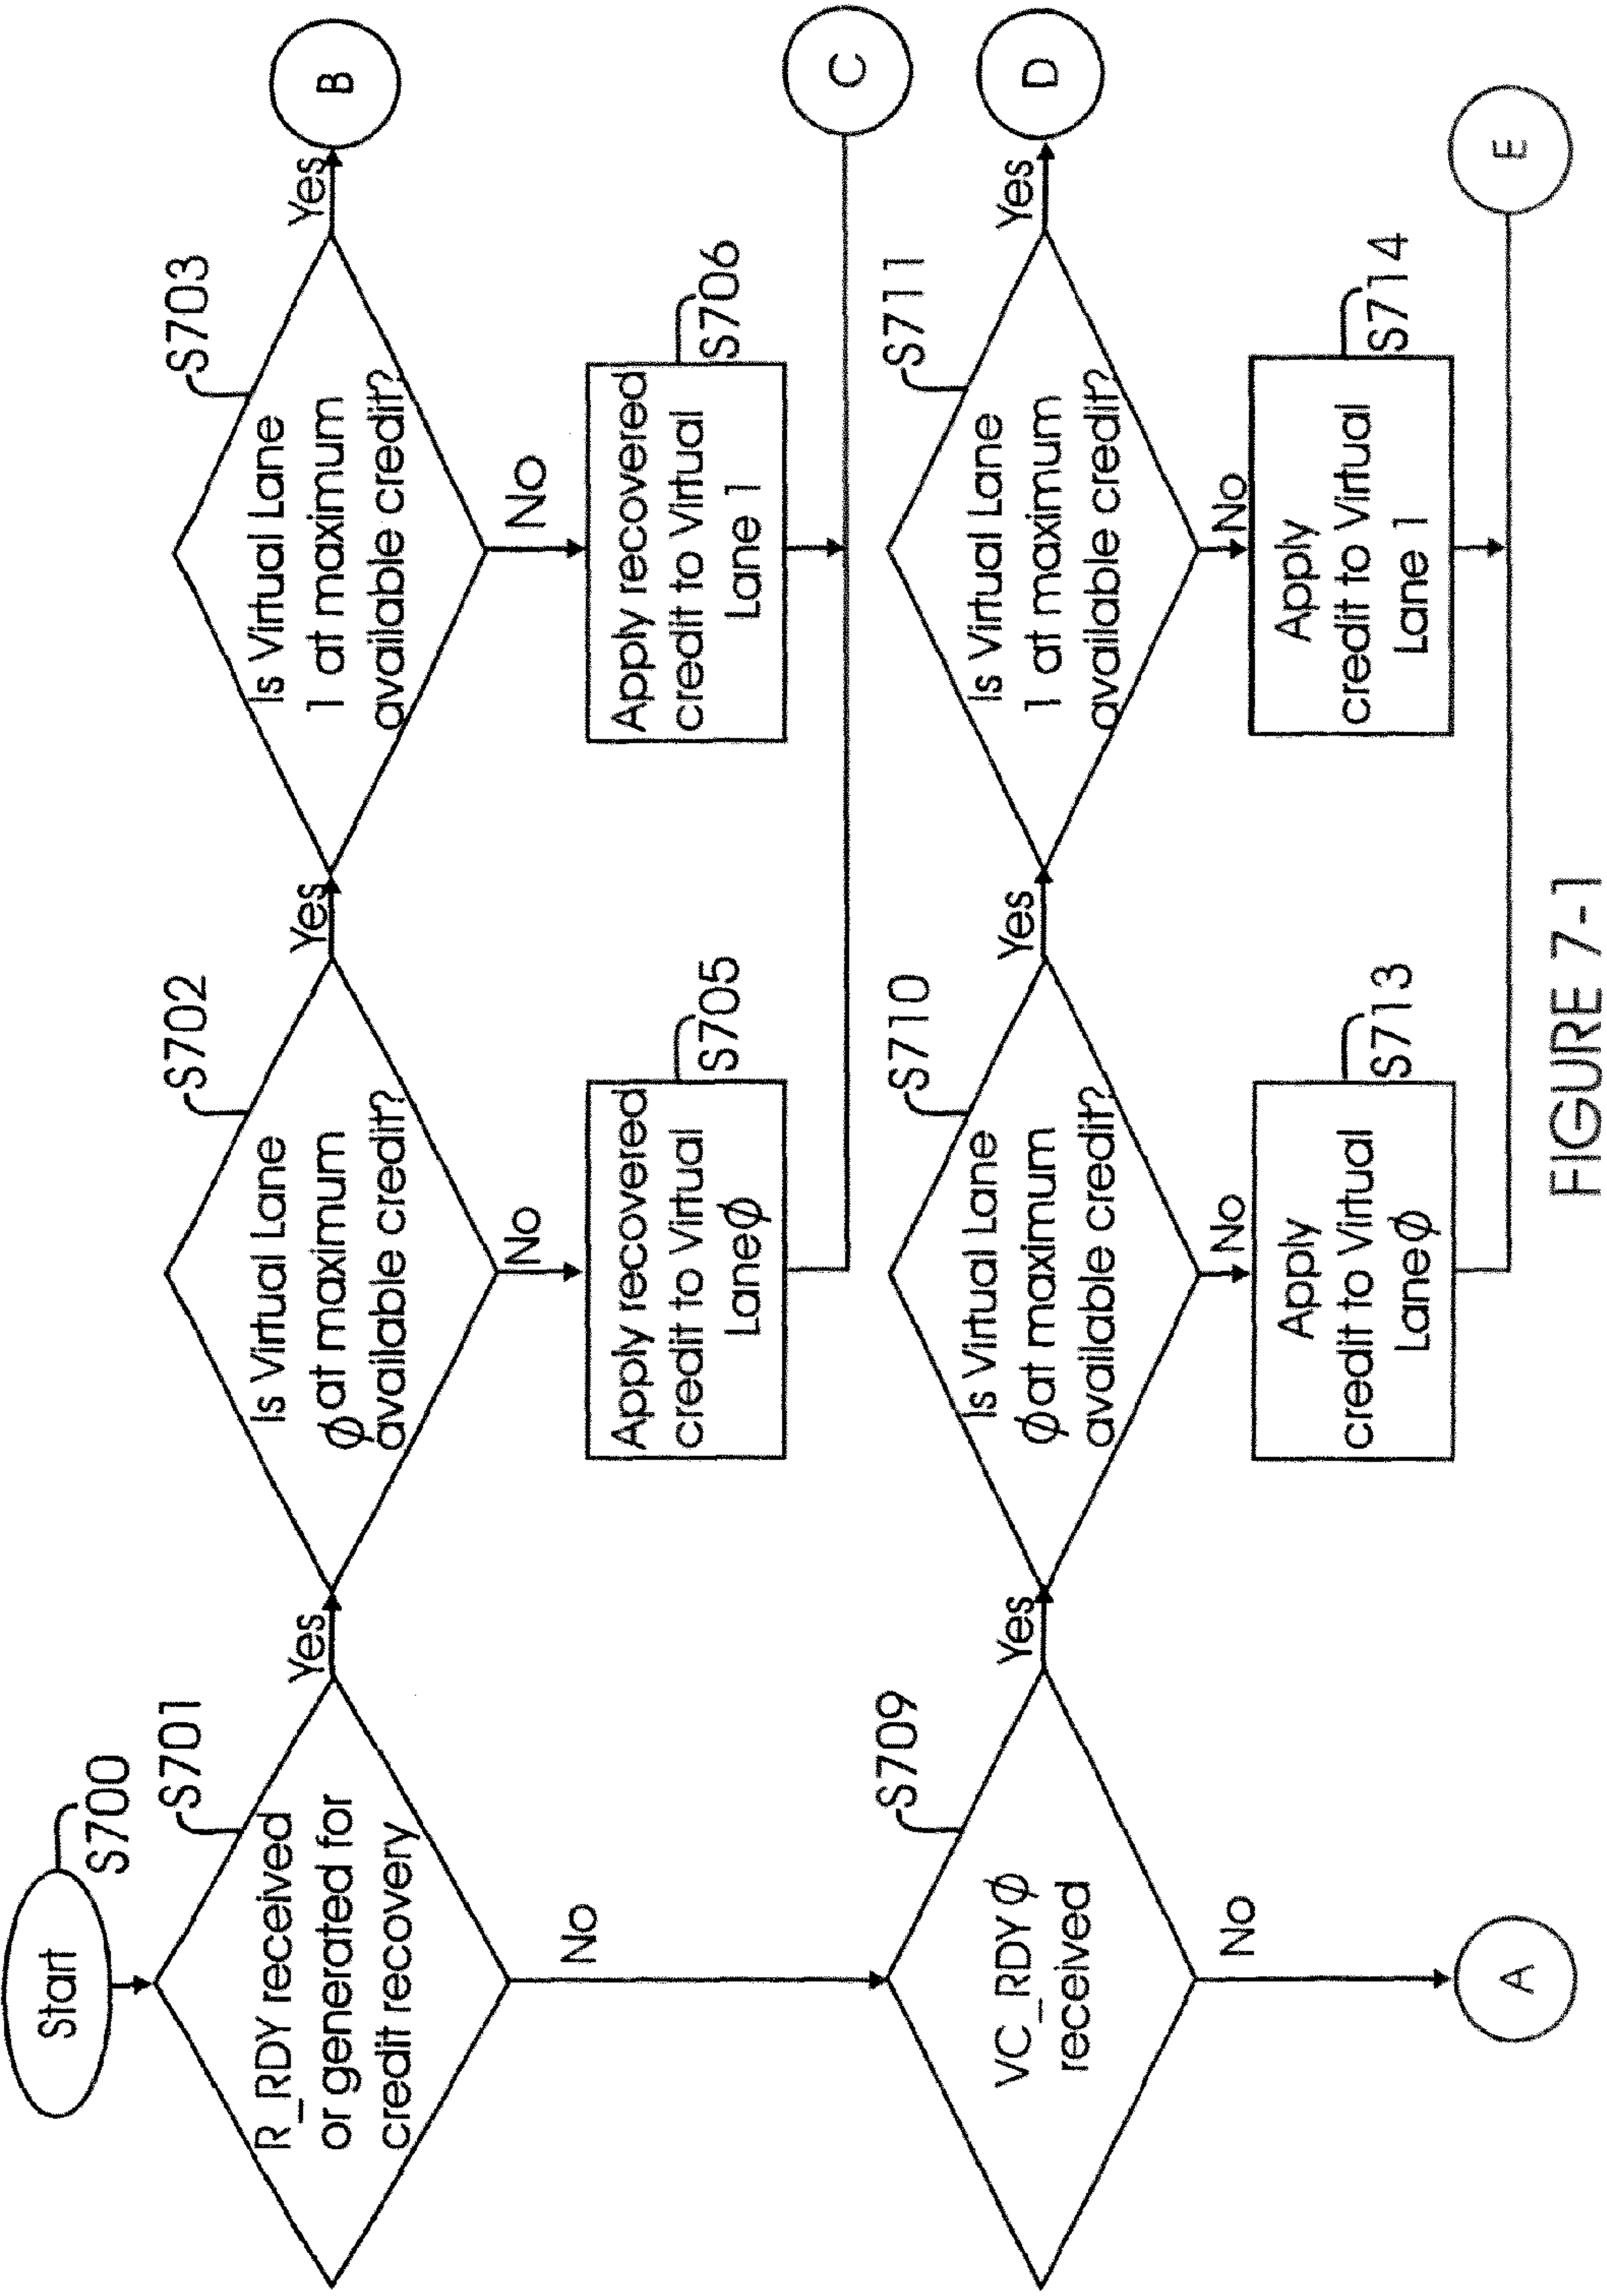 Start
S700
R_RDY received
or generated for
credit recovery
S701
Yes
Is Virtual Lane
φ at maximum
available credit?
S702
Yes
Is Virtual Lane
1 at maximum
available credit?
S703
Yes
B
No
No
No
Apply recovered
credit to Virtual
Lane φ
S705
Apply recovered
credit to Virtual
Lane 1
S706
C
VC_RDY φ
received
S709
Yes
Is Virtual Lane
φ at maximum
available credit?
S710
Yes
Is Virtual Lane
1 at maximum
available credit?
S711
Yes
D
No
No
No
Apply
credit to Virtual
Lane φ
S713
Apply
credit to Virtual
Lane 1
S714
A
E
FIGURE 7-1